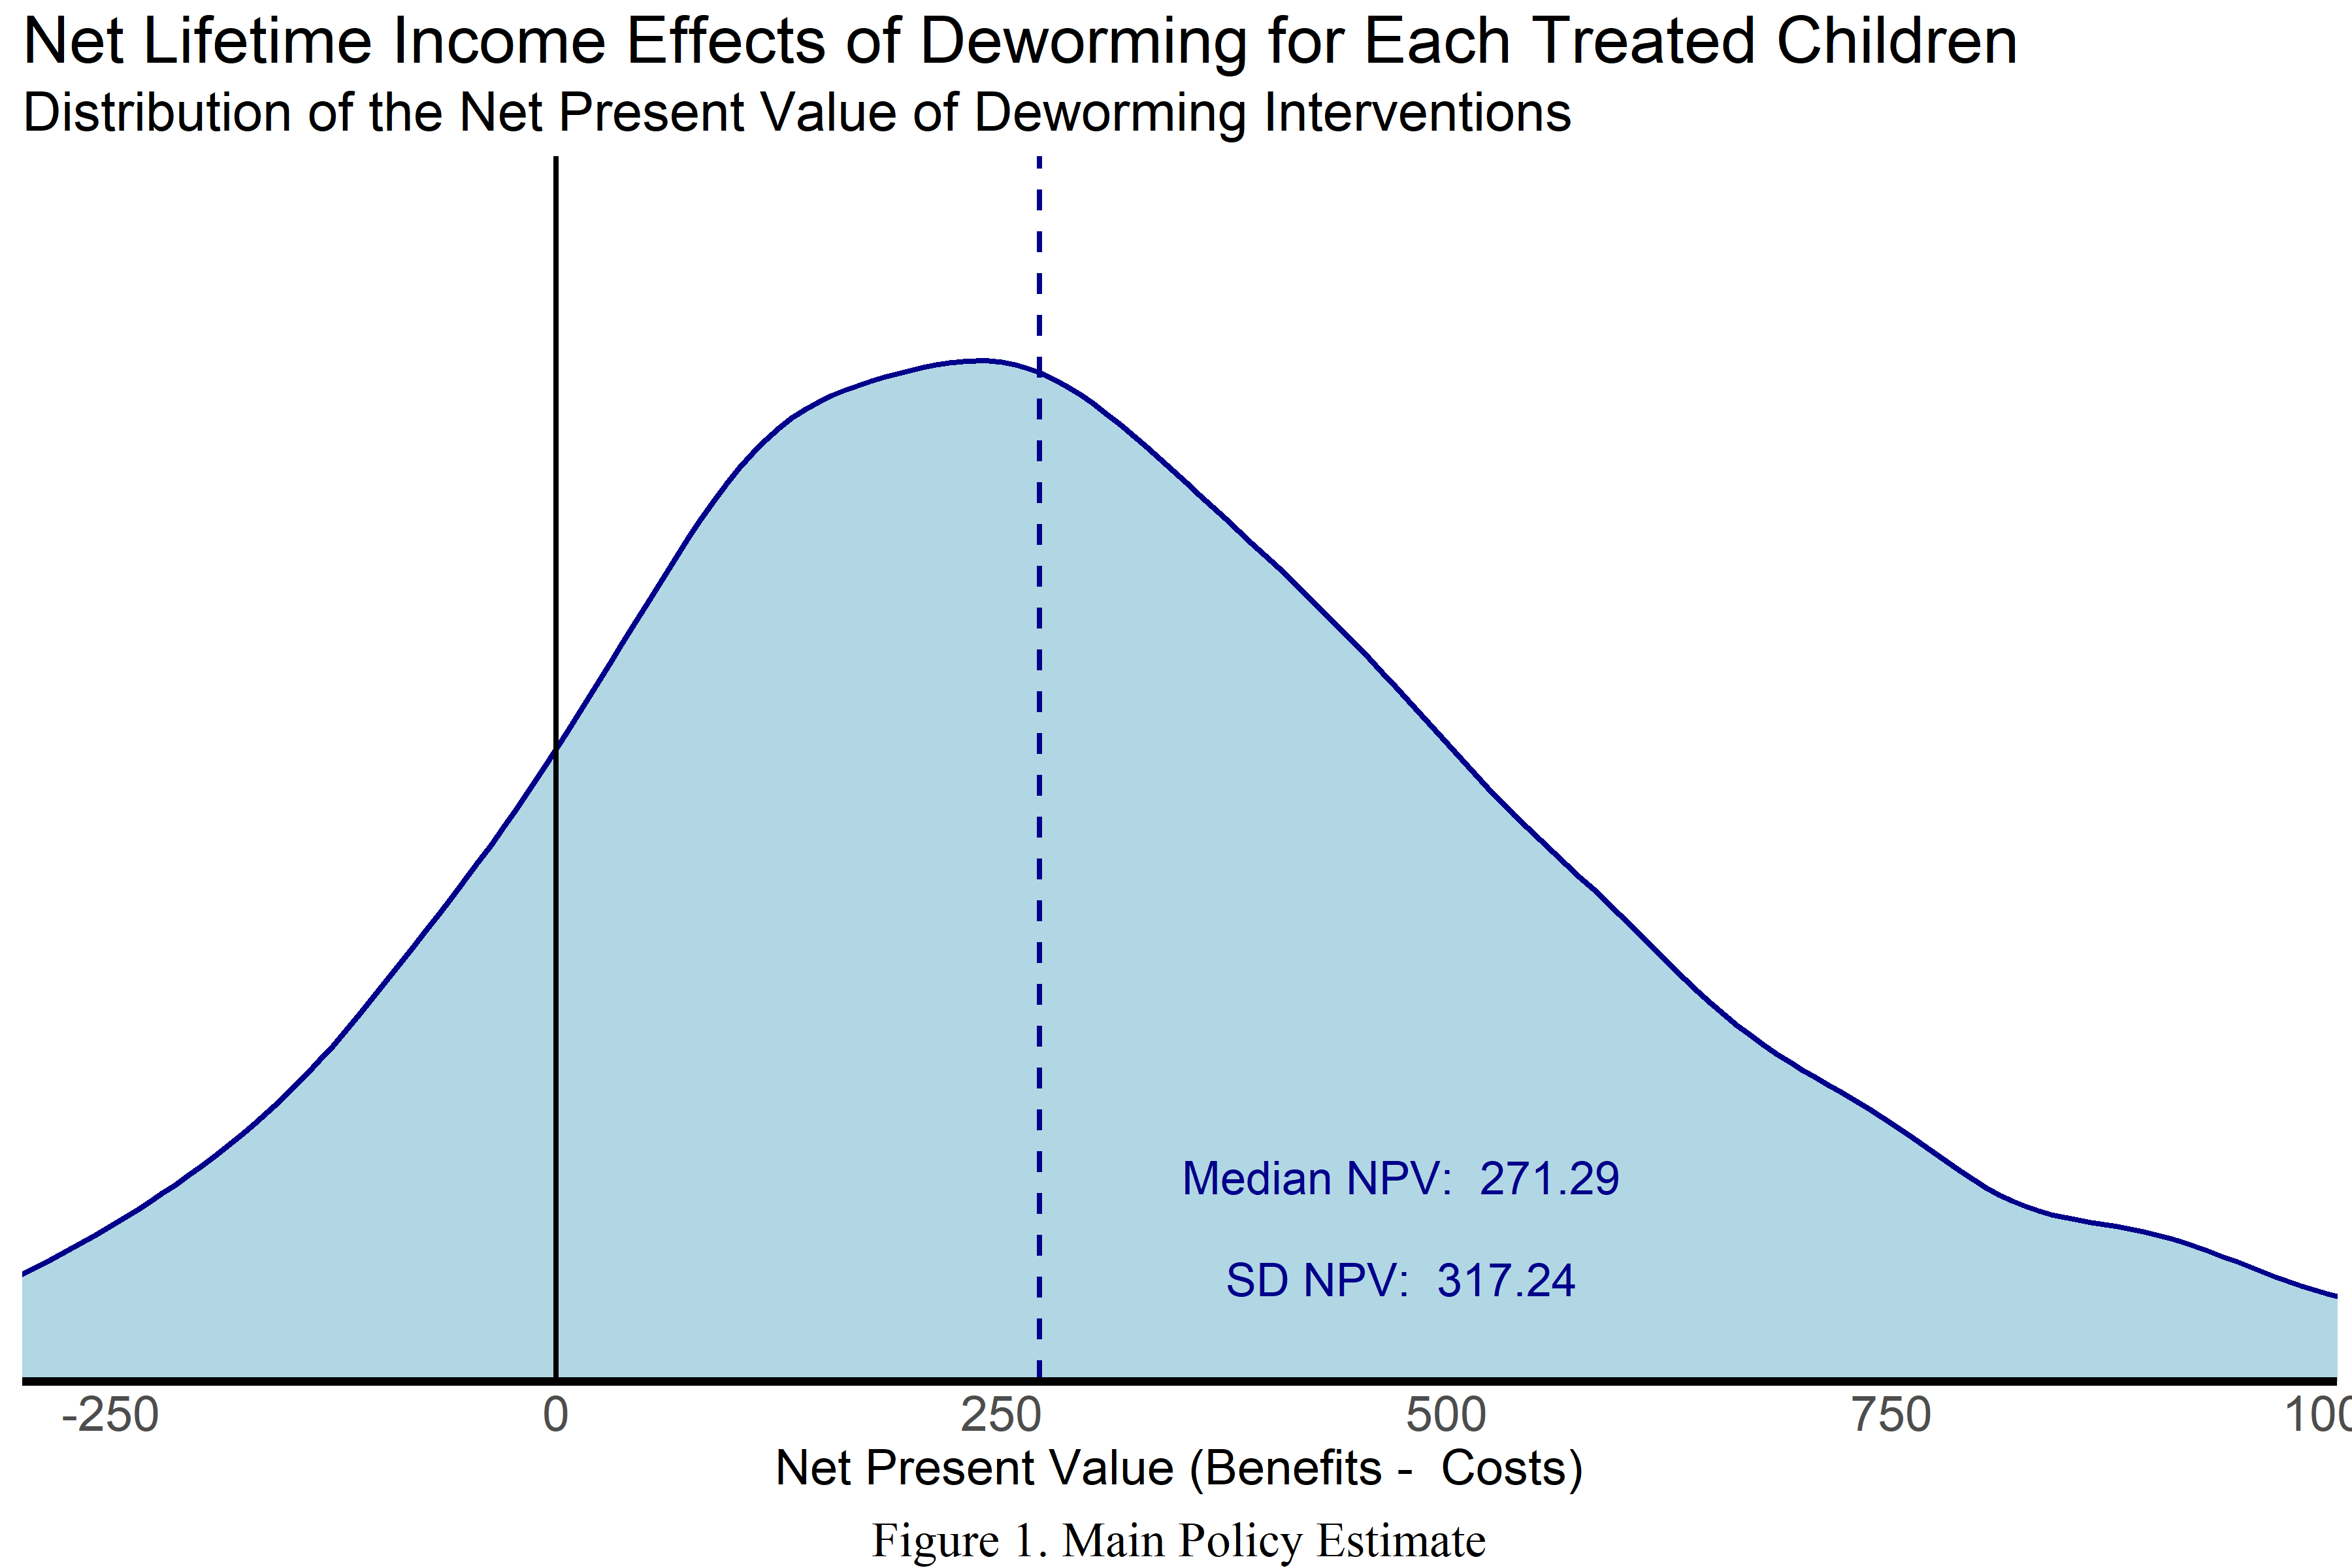 Net Lifetime Income Effects of Deworming for Each Treated Children
Distribution of the Net Present Value of Deworming Interventions
Median NPV:  271.29
SD NPV:  317.24
-250 0 250 500 750 100
Net Present Value (Benefits -  Costs)
Figure 1. Main Policy Estimate